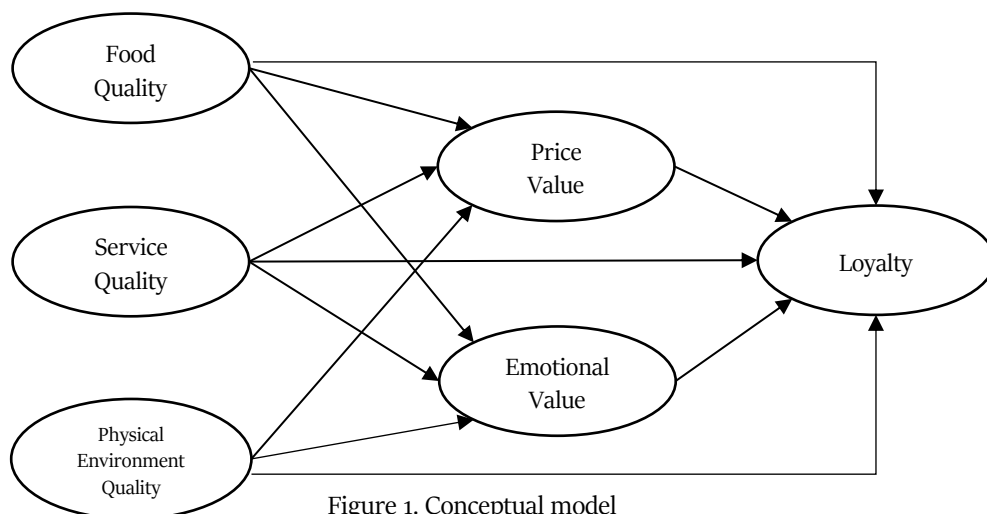 Food
Quality
Price
Value
Service
Quality
Loyalty
Emotional
Value
Physical
Environment
Quality
Figure 1. Conceptual model